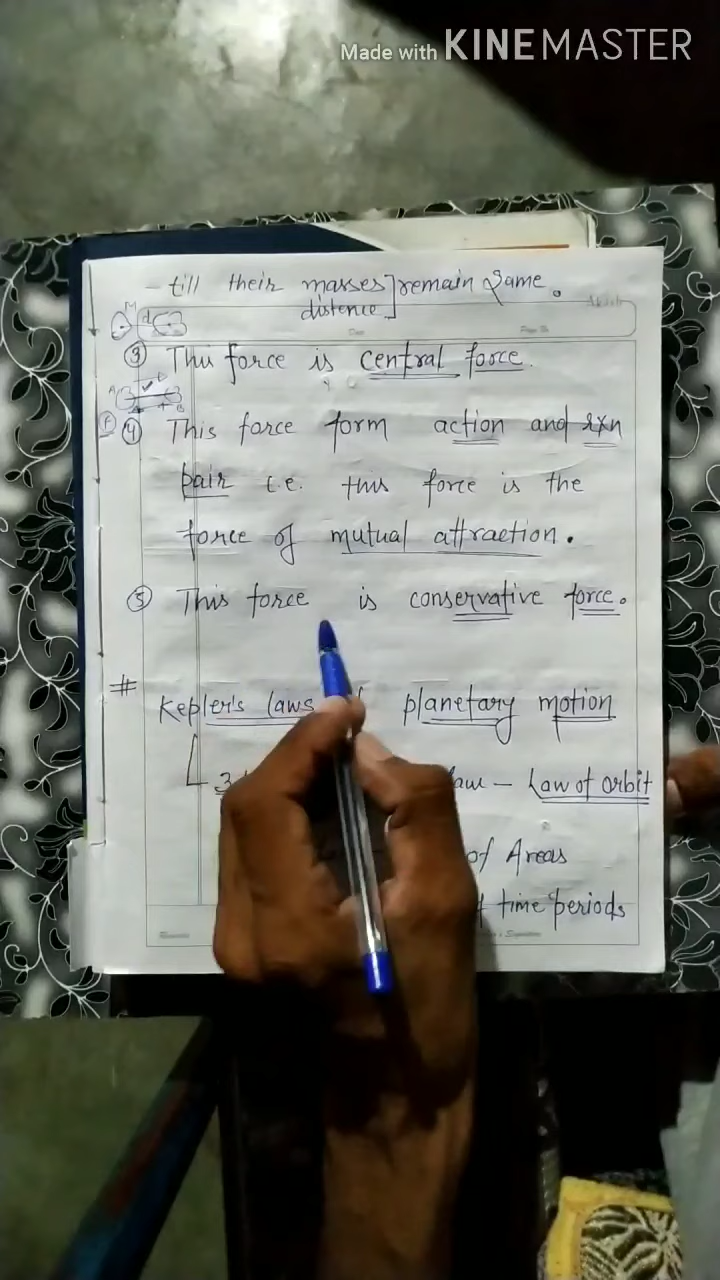 Made with KINEMASTER
- till their masses] remain same.
distence]
③ This force is central force.
④ This force form action and rxn
pair i.e. this force is the
force of mutual attraction.
⑤ This force is conservative force.
# Kepler's laws planetary motion
3 law - Law of orbit
of Areas
time periods